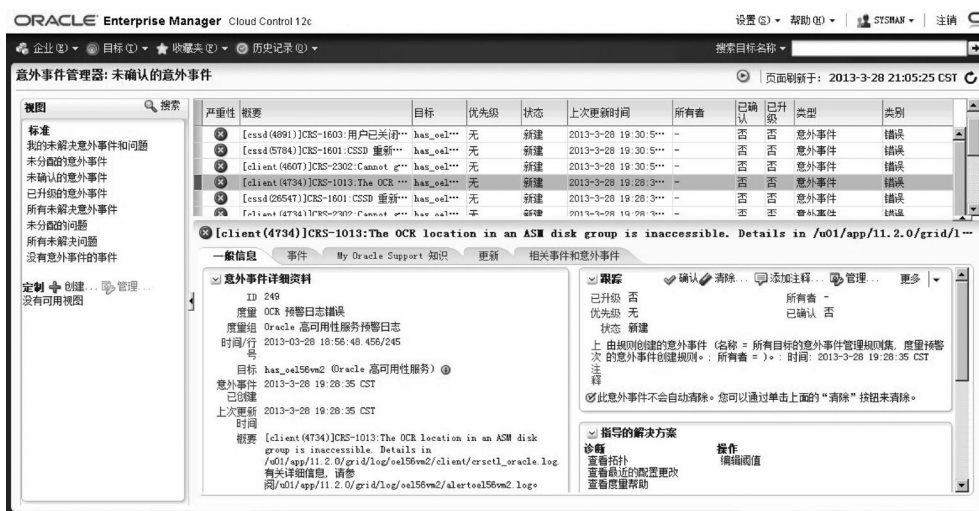 ORACLE Enterprise Manager Cloud Control 12c
设置(S) 帮助(H) SYSMAN 注销
企业(E) 目标(T) 收藏夹(F) 历史记录(O) 搜索目标名称
意外事件管理器: 未确认的意外事件
页面刷新于: 2013-3-28 21:05:25 CST
视图 搜索
标准
我的未解决意外事件和问题
未分配的意外事件
未确认的意外事件
已升级的意外事件
所有未解决意外事件
未分配的问题
所有未解决问题
没有意外事件的事件
定制 创建... 管理...
没有可用视图
严重性 概要 目标 优先级 状态 上次更新时间 所有者 已确认 已升级 类型 类别
[cssd(4891)]CRS-1603:用户已关闭… has_oel… 无 新建 2013-3-28 19:30:5… - 否 否 意外事件 错误
[cssd(5784)]CRS-1601:CSSD 重新… has_oel… 无 新建 2013-3-28 19:30:5… - 否 否 意外事件 错误
[client(4607)]CRS-2302:Cannot g… has_oel… 无 新建 2013-3-28 19:30:5… - 否 否 意外事件 错误
[client(4734)]CRS-1013:The OCR … has_oel… 无 新建 2013-3-28 19:28:3… - 否 否 意外事件 错误
[cssd(26547)]CRS-1601:CSSD 重新… has_oel… 无 新建 2013-3-28 19:28:3… - 否 否 意外事件 错误
[client(4734)]CRS-2302:Cannot g… has_oel… 无 新建 2013-3-28 19:28:3… - 否 否 意外事件 错误
[client(4734)]CRS-1013:The OCR location in an ASM disk group is inaccessible. Details in /u01/app/11.2.0/grid/l…
一般信息 事件 My Oracle Support 知识 更新 相关事件和意外事件
意外事件详细资料
ID 249
度量 OCR 预警日志错误
度量组 Oracle 高可用性服务预警日志
时间/行号 2013-03-28 18:56:48.456/245
目标 has_oel56vm2 (Oracle 高可用性服务)
意外事件已创建 2013-3-28 19:28:35 CST
上次更新时间 2013-3-28 19:28:35 CST
概要 [client(4734)]CRS-1013:The OCR location in an ASM disk
group is inaccessible. Details in
/u01/app/11.2.0/grid/log/oel56vm2/client/crsctl_oracle.log.
有关详细信息, 请参
阅/u01/app/11.2.0/grid/log/oel56vm2/alertoel56vm2.log。
跟踪 确认 清除... 添加注释... 管理... 更多
已升级 否 所有者 -
优先级 无 已确认 否
状态 新建
上次注释 由规则创建的意外事件 (名称 = 所有目标的意外事件管理规则集, 度量预警
的意外事件创建规则。; 所有者 = )。: 时间: 2013-3-28 19:28:35 CST
此意外事件不会自动清除。您可以通过单击上面的“清除”按钮来清除。
指导的解决方案
诊断 操作
查看拓扑 编辑阈值
查看最近的配置更改
查看度量帮助